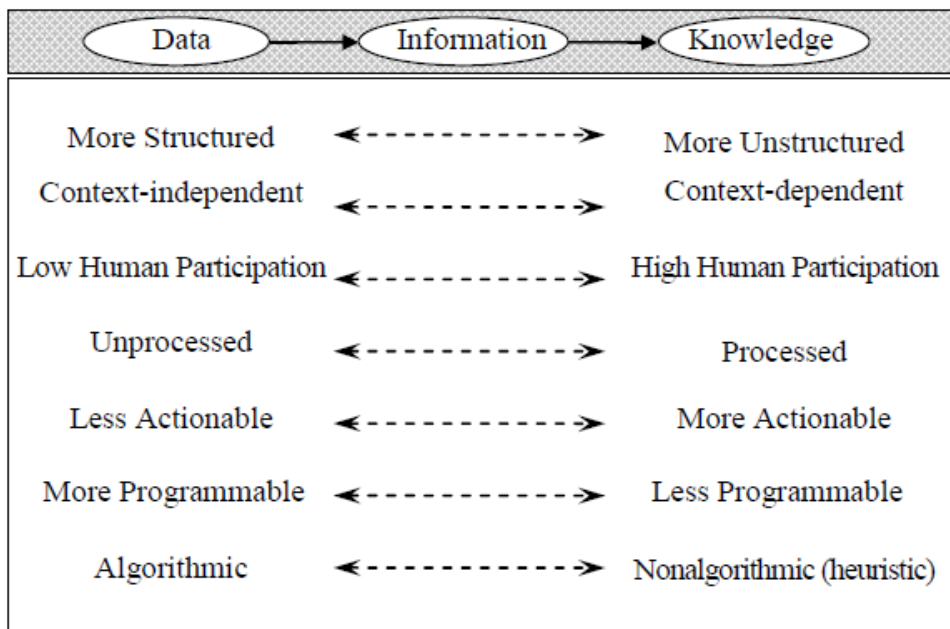 Data Information Knowledge
More Structured More Unstructured
Context-independent Context-dependent
Low Human Participation High Human Participation
Unprocessed Processed
Less Actionable More Actionable
More Programmable Less Programmable
Algorithmic Nonalgorithmic (heuristic)